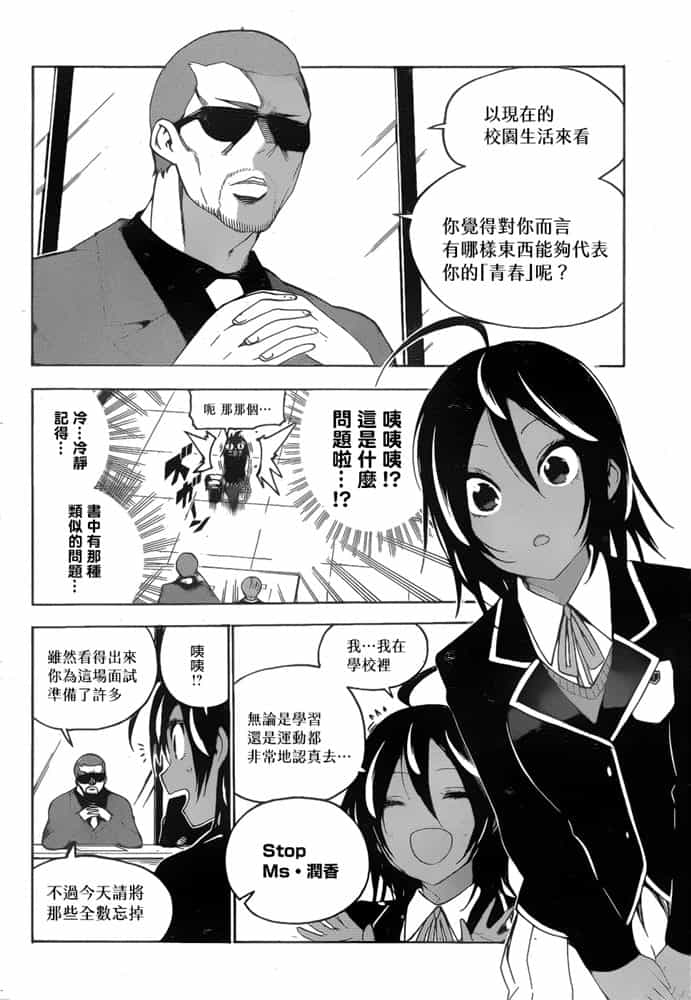 以現在的
校園生活來看
你覺得對你而言
有哪樣東西能夠代表
你的「青春」呢？
咦咦咦!?
這是什麼
問題啦…!?
呃 那那個…
冷…冷靜
記得…
書中有那種
類似的問題…
我…我在
學校裡
無論是學習
還是運動都
非常地認真去…
Stop
Ms・潤香
咦咦
!?
雖然看得出來
你為這場面試
準備了許多
不過今天請將
那些全數忘掉